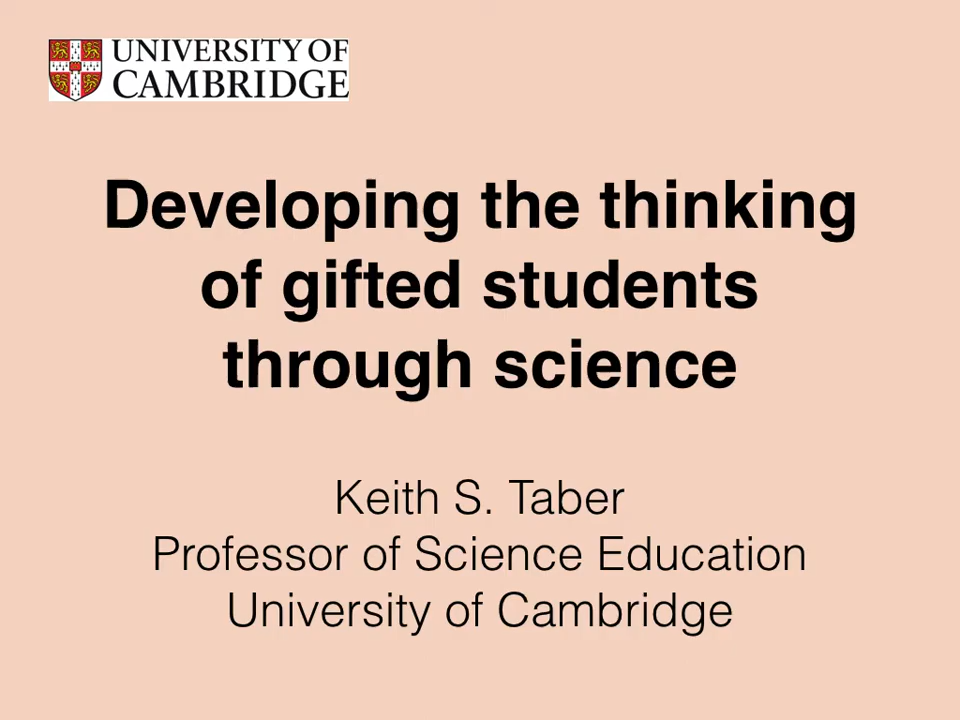 UNIVERSITY OF
CAMBRIDGE
Developing the thinking
of gifted students
through science
Keith S. Taber
Professor of Science Education
University of Cambridge